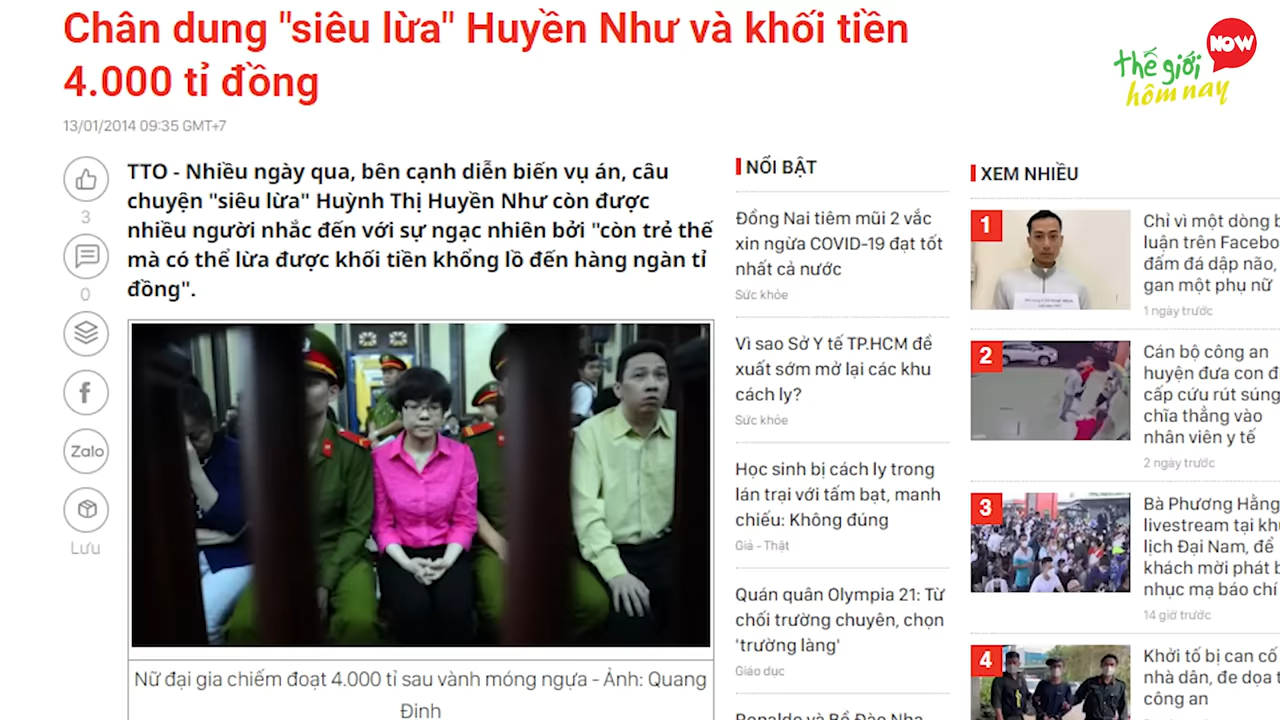 Chân dung "siêu lừa" Huyền Như và khối tiền
4.000 tỉ đồng
13/01/2014 09:35 GMT+7
thế giới
NOW
hôm nay
3
0
Zalo
Lưu
TTO - Nhiều ngày qua, bên cạnh diễn biến vụ án, câu
chuyện "siêu lừa" Huỳnh Thị Huyền Như còn được
nhiều người nhắc đến với sự ngạc nhiên bởi "còn trẻ thế
mà có thể lừa được khối tiền khổng lồ đến hàng ngàn tỉ
đồng".
Nữ đại gia chiếm đoạt 4.000 tỉ sau vành móng ngựa - Ảnh: Quang
Định
NỔI BẬT
Đồng Nai tiêm mũi 2 vắc
xin ngừa COVID-19 đạt tốt
nhất cả nước
Sức khỏe
Vì sao Sở Y tế TP.HCM đề
xuất sớm mở lại các khu
cách ly?
Sức khỏe
Học sinh bị cách ly trong
lán trại với tấm bạt, manh
chiếu: Không đúng
Giả - Thật
Quán quân Olympia 21: Từ
chối trường chuyên, chọn
'trường làng'
Giáo dục
Ronaldo và Bồ Đào Nha
XEM NHIỀU
1
Chỉ vì một dòng b
luận trên Facebo
đấm đá dập não,
gan một phụ nữ
1 ngày trước
2
Cán bộ công an
huyện đưa con đ
cấp cứu rút súng
chĩa thẳng vào
nhân viên y tế
2 ngày trước
3
Bà Phương Hằng
livestream tại khu
lịch Đại Nam, để
khách mời phát b
nhục mạ báo chí
14 giờ trước
4
Khởi tố bị can cố
nhà dân, đe dọa t
công an